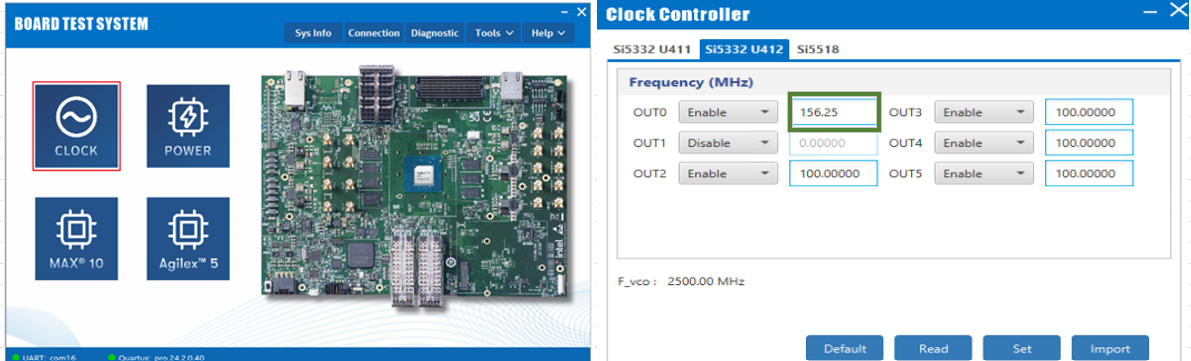 BOARD TEST SYSTEM
Sys Info Connection Diagnostic Tools Help
CLOCK POWER
MAX® 10 Agilex™ 5
UART: com16 Quartus: pro 24.2.0.40
Clock Controller
Si5332 U411 Si5332 U412 Si5518
Frequency (MHz)
OUT0 Enable 156.25 OUT3 Enable 100.00000
OUT1 Disable 0.00000 OUT4 Enable 100.00000
OUT2 Enable 100.00000 OUT5 Enable 100.00000
F_vco : 2500.00 MHz
Default Read Set Import